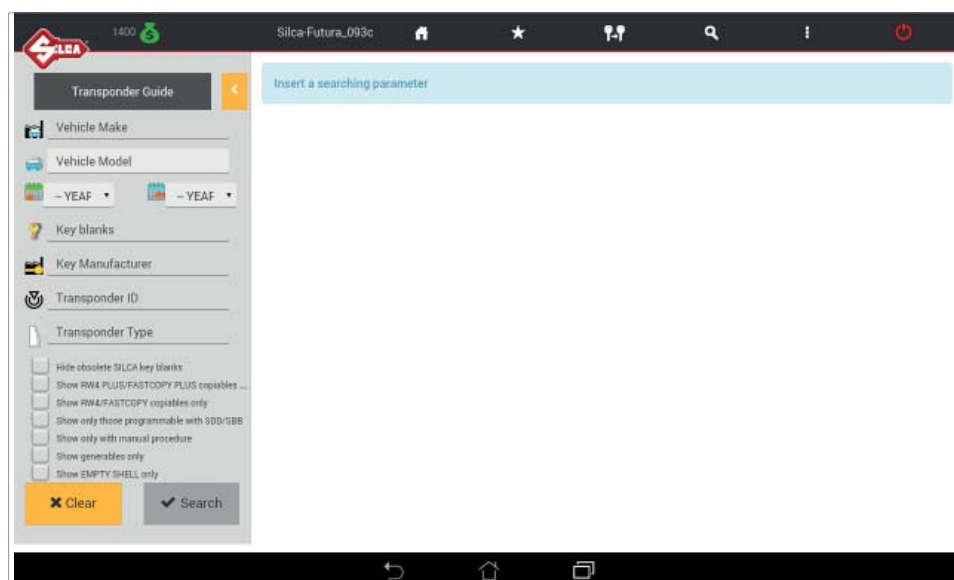 SILCA
1400
Silca-Futura_093c
Transponder Guide
Insert a searching parameter
Vehicle Make
Vehicle Model
– YEAF
– YEAF
Key blanks
Key Manufacturer
Transponder ID
Transponder Type
Hide obsolete SILCA key blanks
Show RW4 PLUS/FASTCOPY PLUS copiables ...
Show RW4/FASTCOPY copiables only
Show only those programmable with SDD/SBB
Show only with manual procedure
Show generables only
Show EMPTY SHELL only
Clear
Search